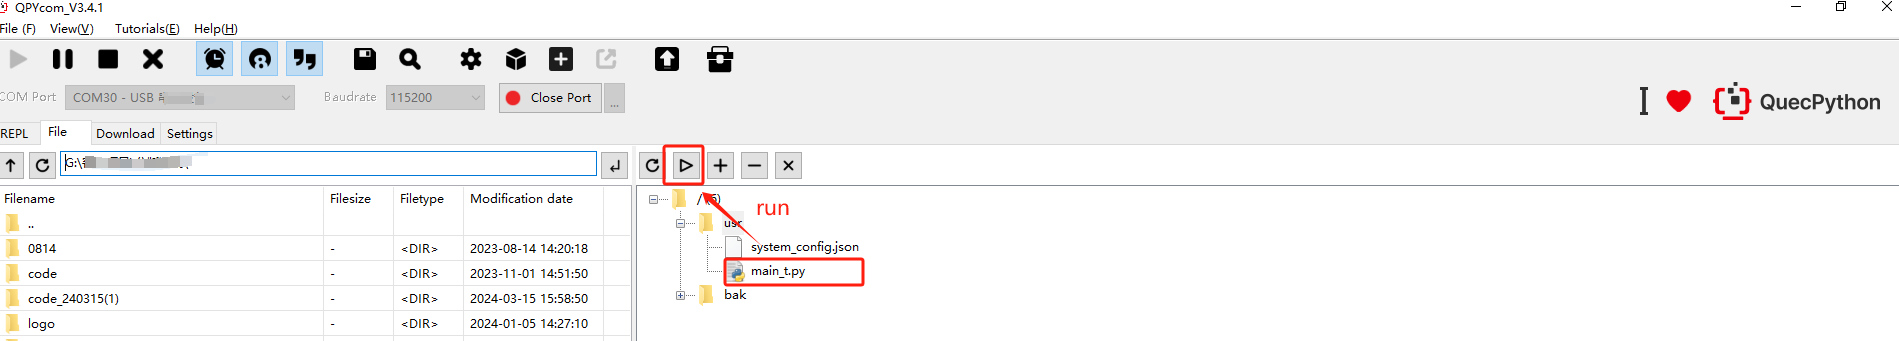 QPYcom_V3.4.1
File (F) View(V) Tutorials(E) Help(H)
COM Port COM30 - USB Baudrate 115200 Close Port ...
I QuecPython
REPL File Download Settings
G:\
Filename Filesize Filetype Modification date
..
0814 - <DIR> 2023-08-14 14:20:18
code - <DIR> 2023-11-01 14:51:50
code_240315(1) - <DIR> 2024-03-15 15:58:50
logo - <DIR> 2024-01-05 14:27:10
run
usr
system_config.json
main_t.py
bak